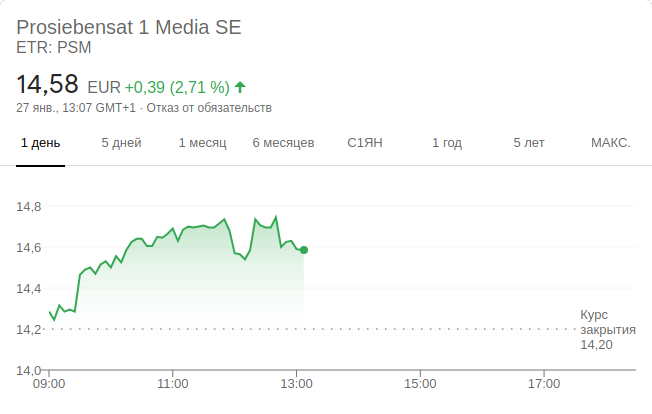 Prosiebensat 1 Media SE
ETR: PSM
14,58 EUR +0,39 (2,71 %)
27 янв., 13:07 GMT+1 · Отказ от обязательств
1 день 5 дней 1 месяц 6 месяцев С1ЯН 1 год 5 лет МАКС.
14,8
14,6
14,4
14,2
14,0
Курс
закрытия
14,20
09:00 11:00 13:00 15:00 17:00